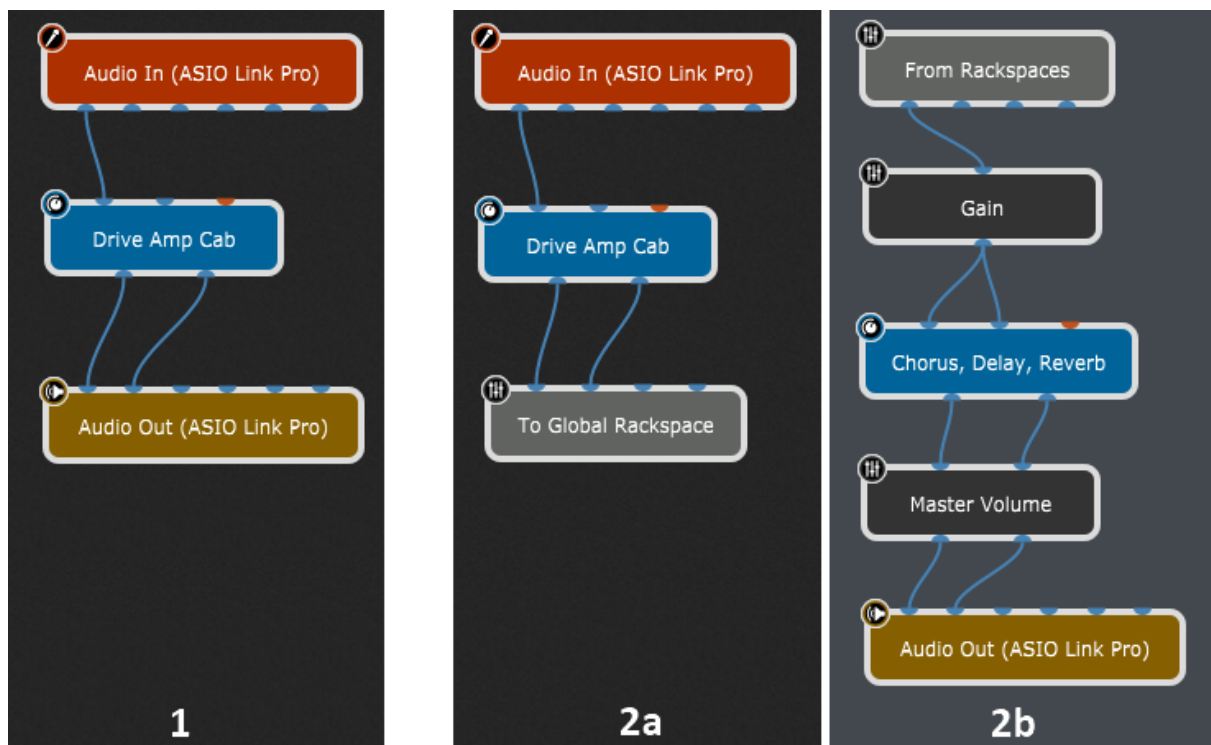 Audio In (ASIO Link Pro)
Drive Amp Cab
Audio Out (ASIO Link Pro)
1
Audio In (ASIO Link Pro)
Drive Amp Cab
To Global Rackspace
2a
From Rackspaces
Gain
Chorus, Delay, Reverb
Master Volume
Audio Out (ASIO Link Pro)
2b